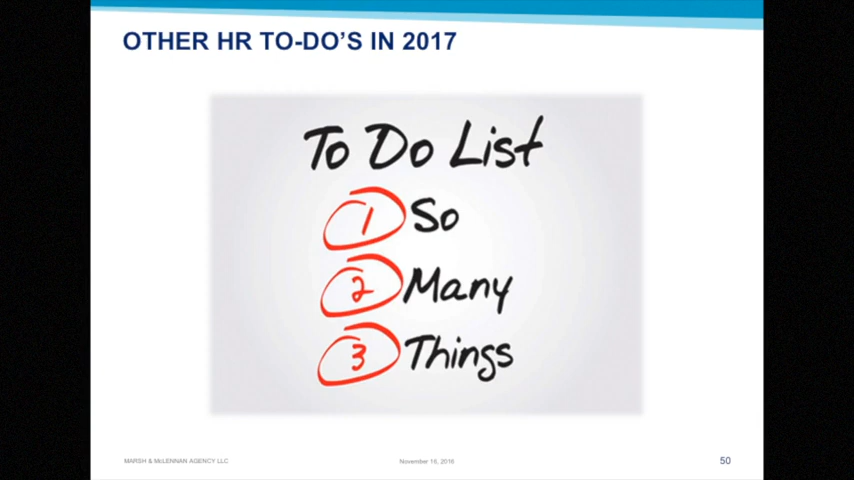 OTHER HR TO-DO'S IN 2017
To Do List
1 So
2 Many
3 Things
MARSH & McLENNAN AGENCY LLC
November 16, 2016
50